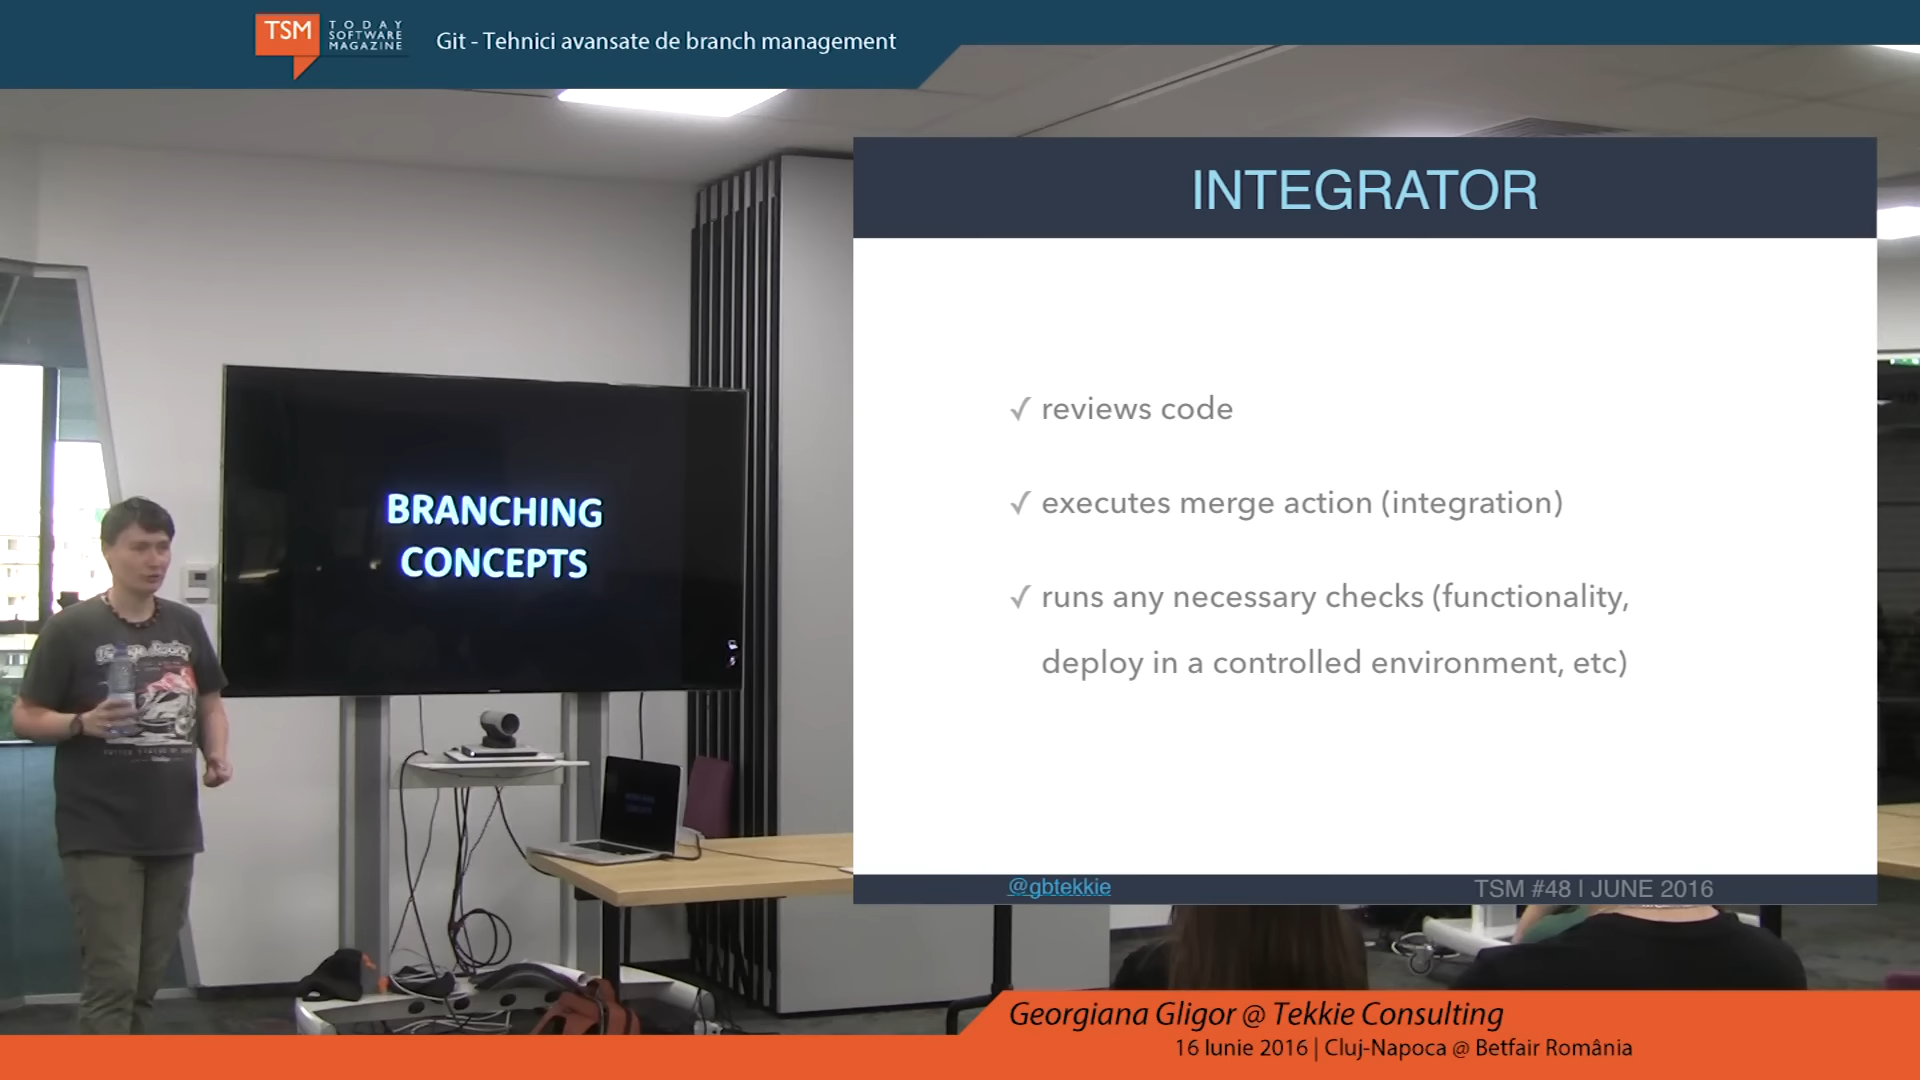 TSM
TODAY
SOFTWARE
MAGAZINE
Git - Tehnici avansate de branch management
INTEGRATOR
✓ reviews code
✓ executes merge action (integration)
✓ runs any necessary checks (functionality,
deploy in a controlled environment, etc)
@gbtekkie
TSM #48 | JUNE 2016
BRANCHING
CONCEPTS
Georgiana Gligor @ Tekkie Consulting
16 Iunie 2016 | Cluj-Napoca @ Betfair România